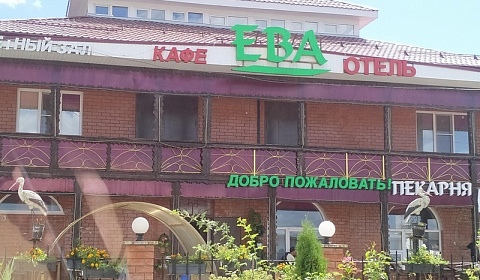 ТНЫЙ ЗАЛ
КАФЕ ЕВА ОТЕЛЬ
ДОБРО ПОЖАЛОВАТЬ! ПЕКАРНЯ